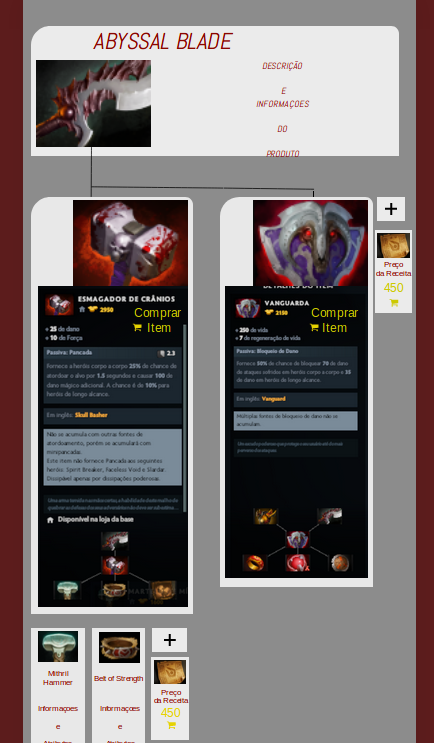 ABYSSAL BLADE
DESCRIÇÃO
E
INFORMAÇOES
DO
PRODUTO
+
Preço
da Receita
450
ESMAGADOR DE CRÂNIOS
2950
Comprar
Item
+ 25 de dano
+ 10 de Força
Passiva: Pancada 2.3
Fornece a heróis corpo a corpo 25% de chance de
atordoar o alvo por 1.5 segundos e causar 100 de
dano mágico adicional. A chance é de 10% para
heróis de longo alcance.
Em inglês: Skull Basher
Não se acumula com outras fontes de
atordoamento, porém se acumulará com
minipancadas.
Este item não fornece Pancada aos seguintes
heróis: Spirit Breaker, Faceless Void e Slardar.
Dissipável apenas por dissipações poderosas.
Disponível na loja da base
DETALHES DO ITEM
VANGUARDA
2150
Comprar
Item
+ 250 de vida
+ 7 de regeneração de vida
Passiva: Bloqueio de Dano
Fornece 50% de chance de bloquear 70 de dano
de ataques sofridos em heróis corpo a corpo e 35
de dano em heróis de longo alcance.
Em inglês: Vanguard
Múltiplas fontes de bloqueio de dano não se
acumulam.
Mithril
Hammer
Informaçoes
e
Atributos
Belt of Strength
Informaçoes
e
Atributos
+
Preço
da Receita
450